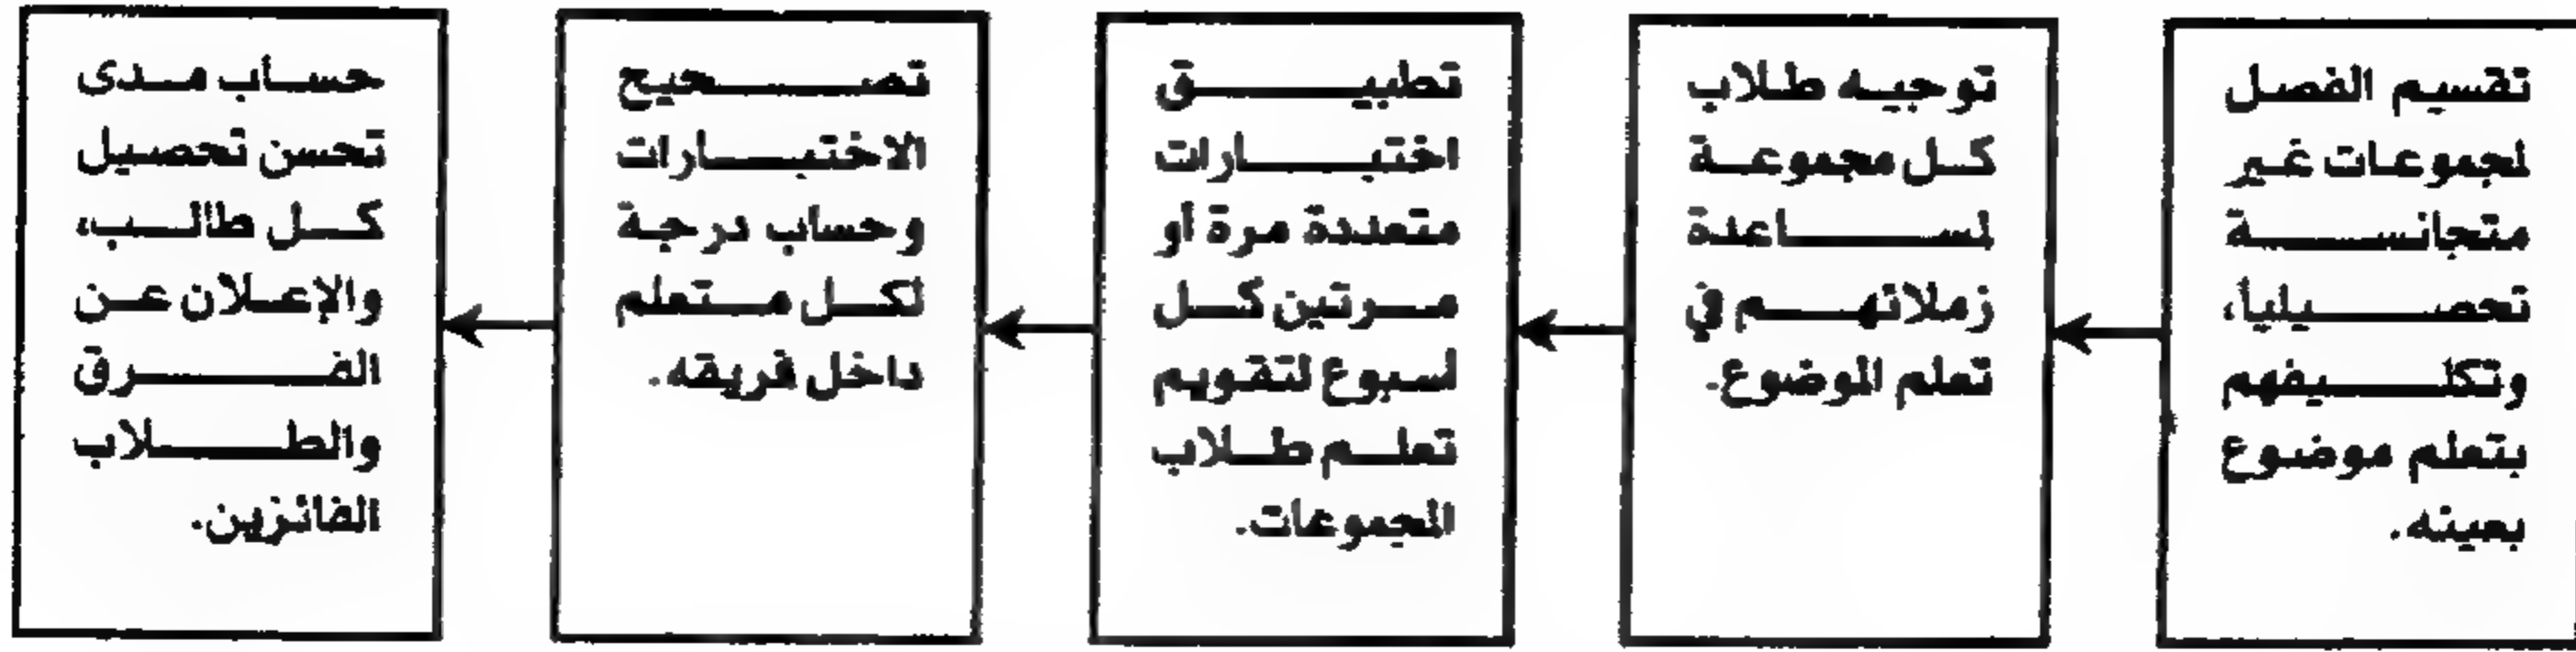 تقسيم الفصل
لمجموعات غير
متجانسة
تحصيلياً،
وتكليفهم
بتعلم موضوع
بعينه.
توجيه طلاب
كل مجموعة
لمساعدة
زملائهم في
تعلم الموضوع.
تطبيق
اختبارات
متعددة مرة أو
مرتين كل
أسبوع لتقويم
تعلم طلاب
المجموعات.
تصحيح
الاختبارات
وحساب درجة
لكل متعلم
داخل فريقه.
حساب مدى
تحسن تحصيل
كل طالب،
والإعلان عن
الفرق
والطلاب
الفائزين.